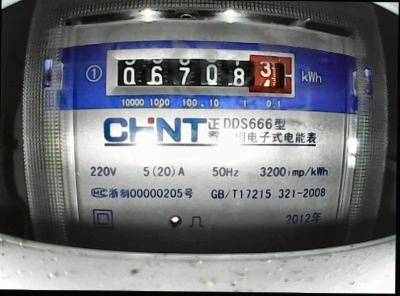 ① 067083 kWh
10000 1000 100 10 1 0.1
CHNT 正 DDS666型
电子式电能表
220V 5(20)A 50Hz 3200imp/kWh
MC 浙制00000205号 GB/T17215.321-2008
2012年